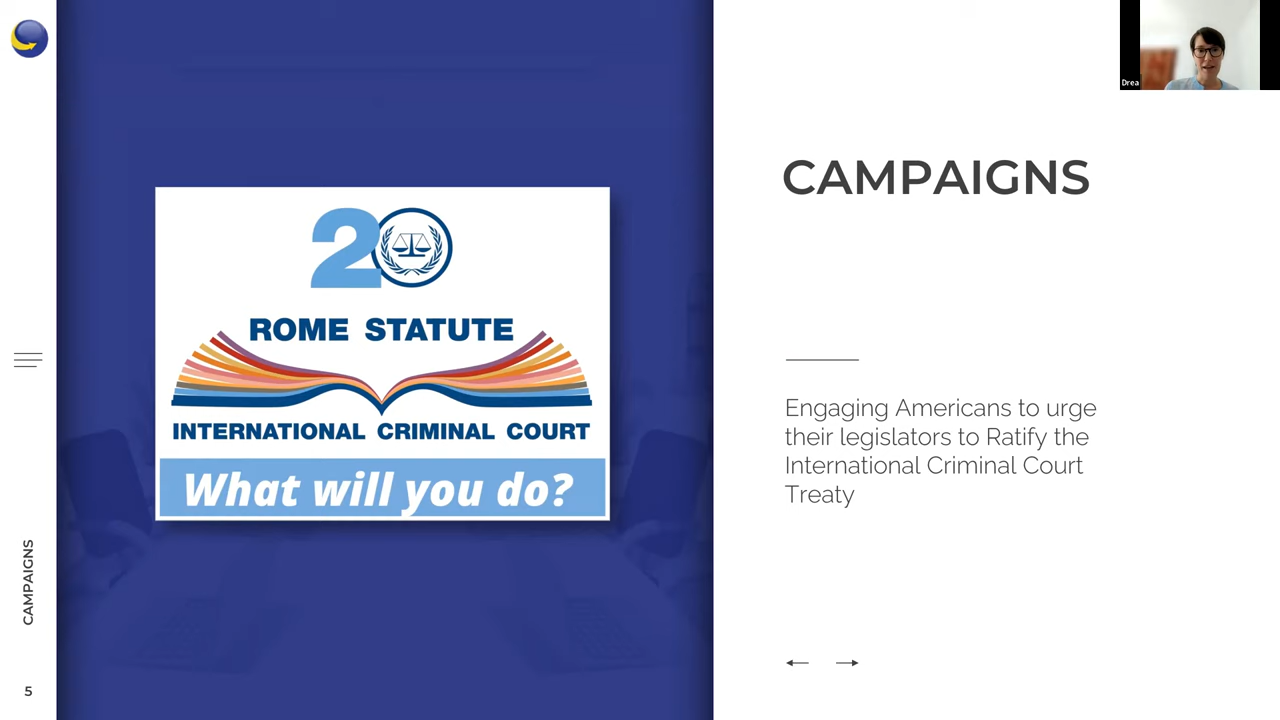 20
ROME STATUTE
INTERNATIONAL CRIMINAL COURT
What will you do?
CAMPAIGNS
Engaging Americans to urge
their legislators to Ratify the
International Criminal Court
Treaty
Drea
CAMPAIGNS
5